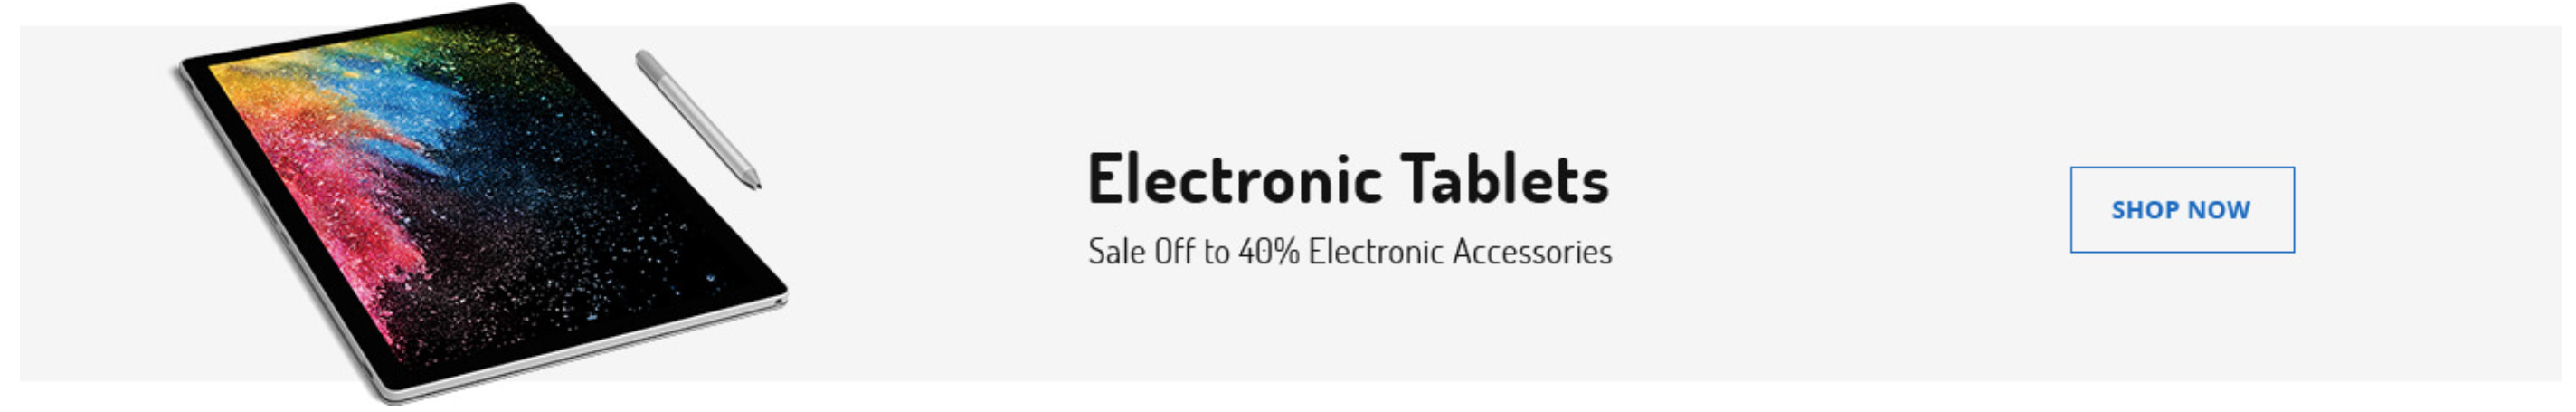 Electronic Tablets
Sale Off to 40% Electronic Accessories
SHOP NOW